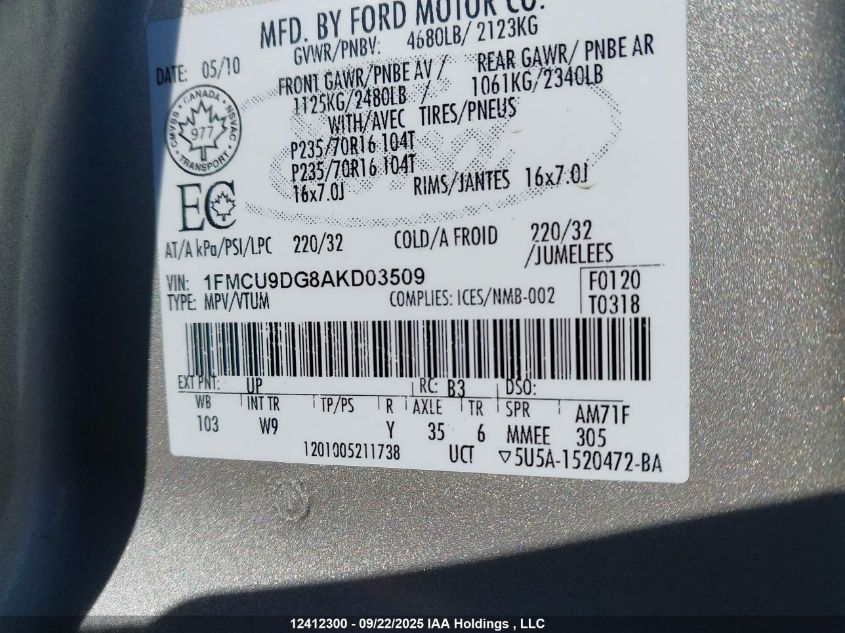 MFD. BY FORD MOTOR CO.
GVWR/PNBV: 4680LB/ 2123KG
DATE: 05/10
FRONT GAWR/PNBE AV / REAR GAWR/ PNBE AR
1125KG/2480LB / 1061KG/2340LB
WITH/AVEC TIRES/PNEUS
P235/70R16 104T
P235/70R16 104T
16x7.0J RIMS/JANTES 16x7.0J
CANADA
CMVSS NSVAC
977
TRANSPORT
EC
AT/A kPa/PSI/LPC 220/32 COLD/A FROID 220/32
/JUMELEES
VIN: 1FMCU9DG8AKD03509 F0120
TYPE: MPV/VTUM COMPLIES: ICES/NMB-002 T0318
EXT PNT: UP RC: B3 DSO:
WB INT TR TP/PS R AXLE TR SPR AM71F
103 W9 Y 35 6 MMEE 305
1201005211738 UCT ▽5U5A-1520472-BA
12412300 - 09/22/2025 IAA Holdings , LLC